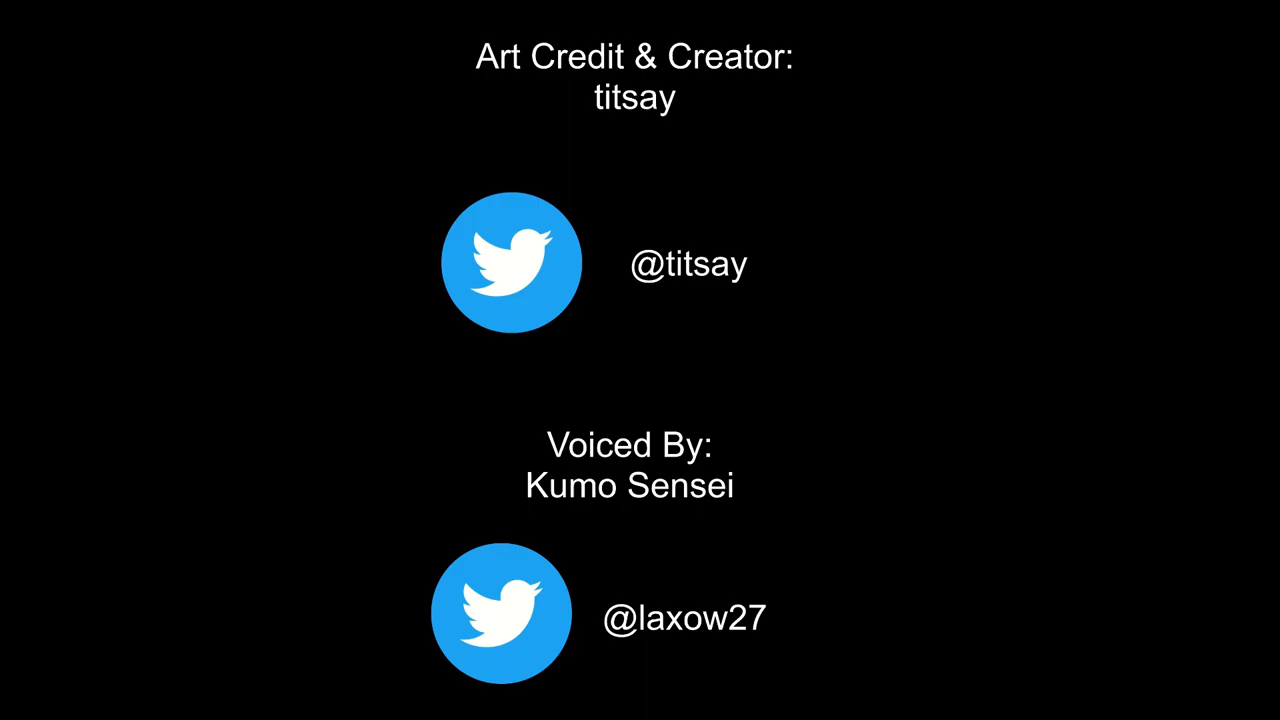 Art Credit & Creator:
titsay
@titsay
Voiced By:
Kumo Sensei
@laxow27